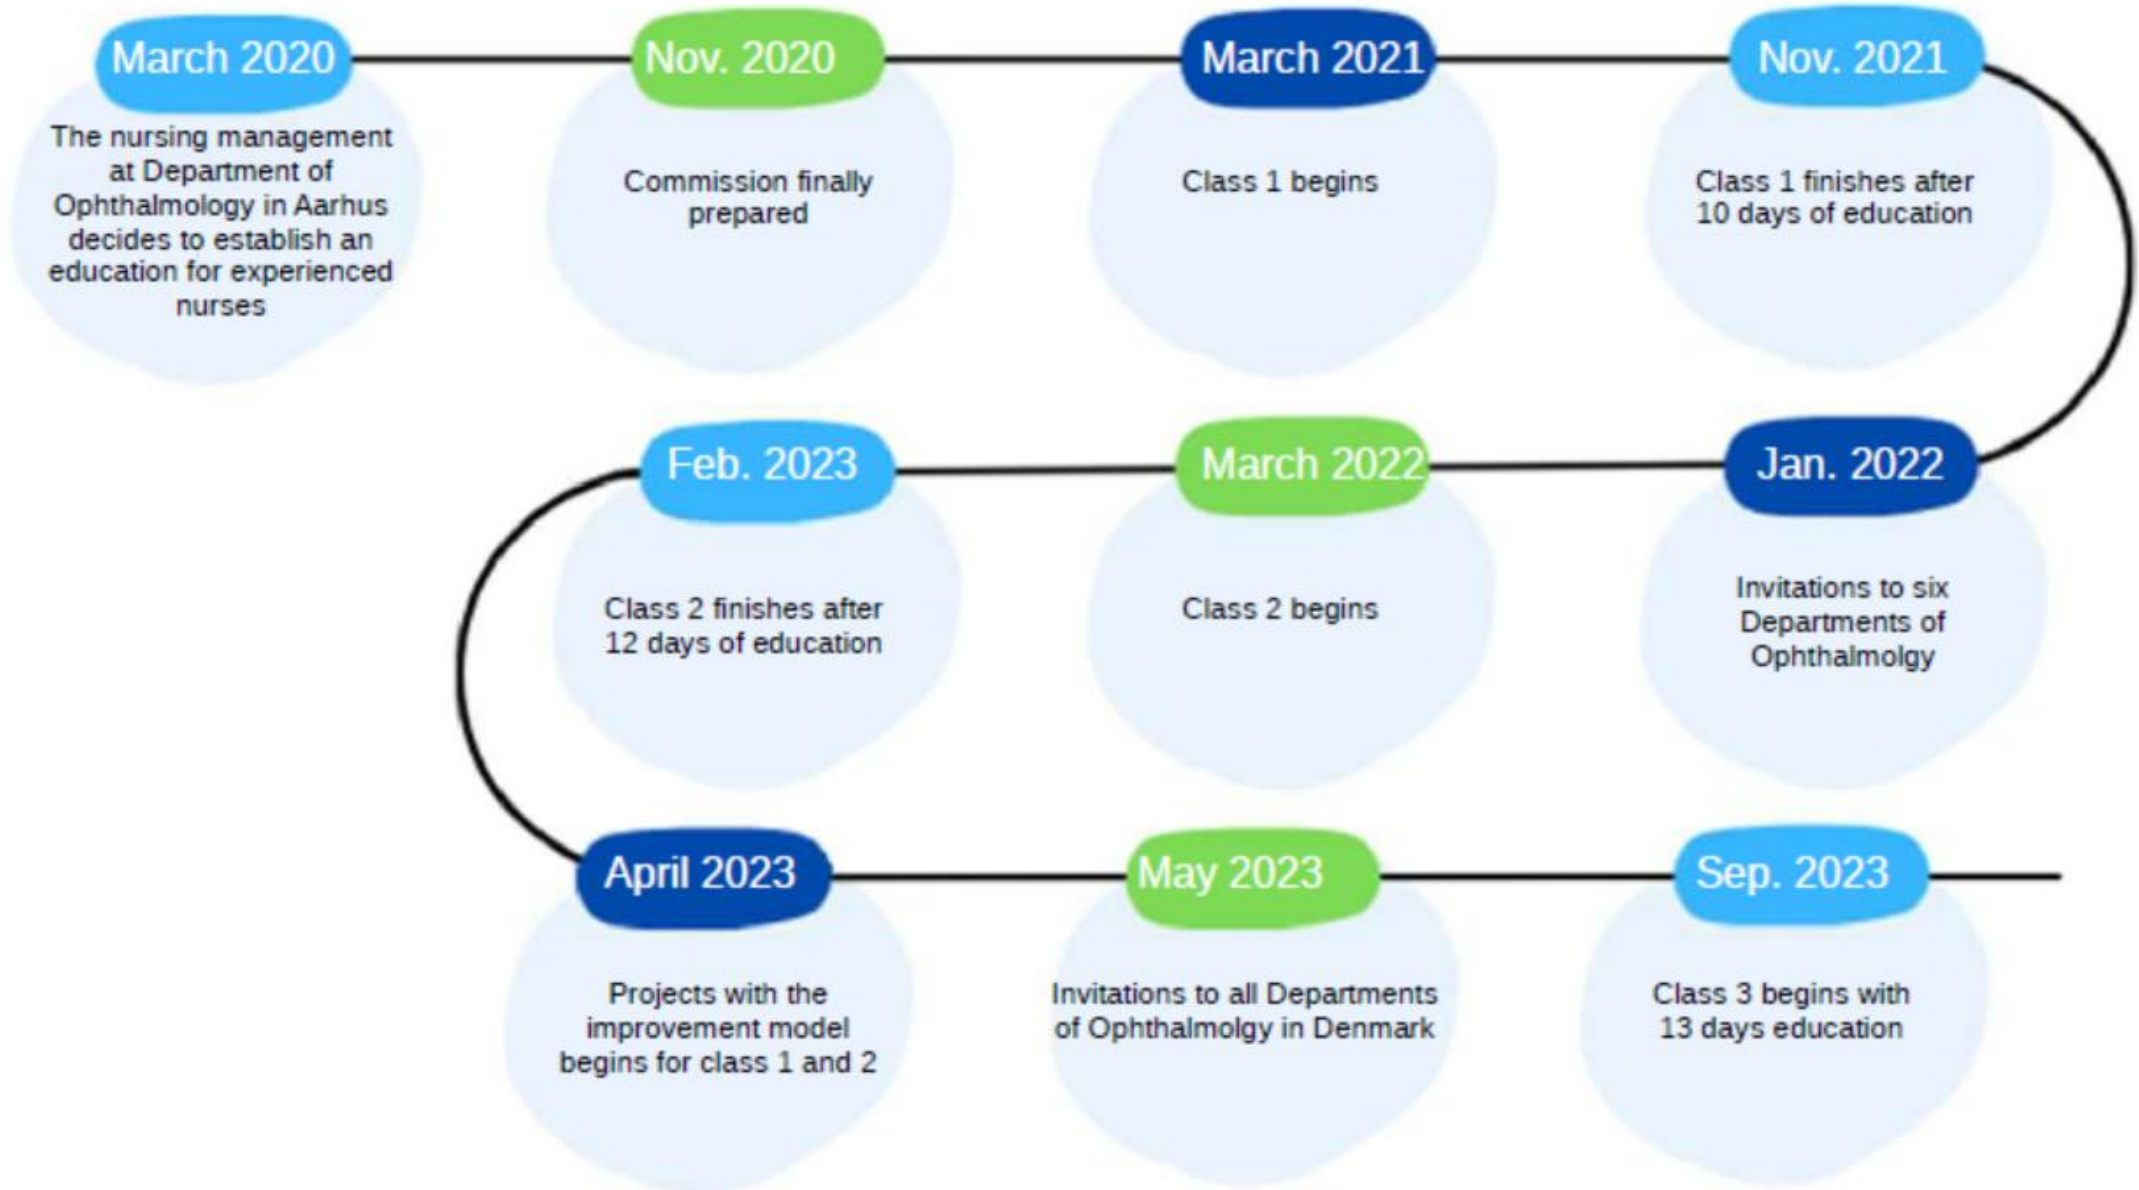 March 2020
The nursing management
at Department of
Ophthalmology in Aarhus
decides to establish an
education for experienced
nurses
Nov. 2020
Commission finally
prepared
March 2021
Class 1 begins
Nov. 2021
Class 1 finishes after
10 days of education
Jan. 2022
Invitations to six
Departments of
Ophthalmolgy
March 2022
Class 2 begins
Feb. 2023
Class 2 finishes after
12 days of education
April 2023
Projects with the
improvement model
begins for class 1 and 2
May 2023
Invitations to all Departments
of Ophthalmolgy in Denmark
Sep. 2023
Class 3 begins with
13 days education